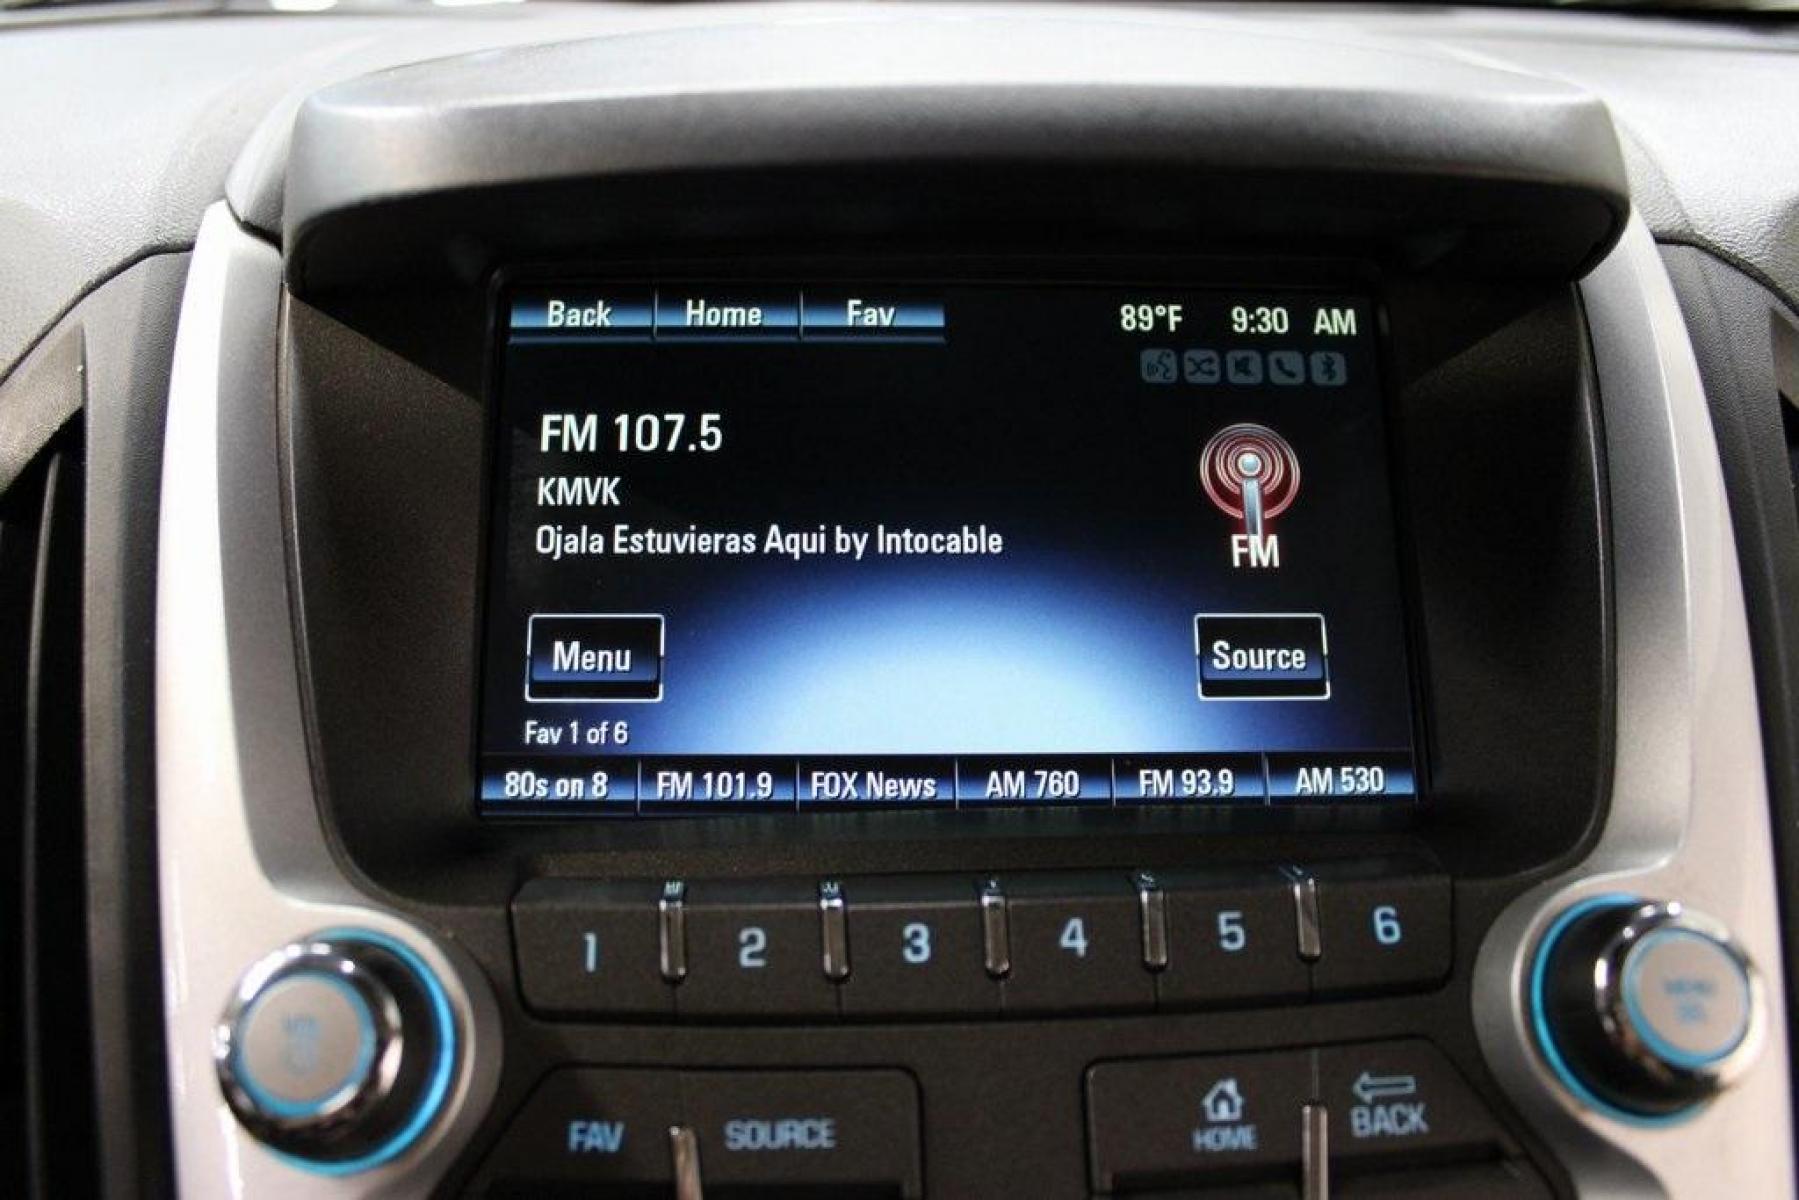 Back Home Fav 89°F 9:30 AM
FM 107.5
KMVK
Ojala Estuvieras Aqui by Intocable
FM
Menu Source
Fav 1 of 6
80s on 8 FM 101.9 FOX News AM 760 FM 93.9 AM 530
1 2 3 4 5 6
FAV SOURCE HOME BACK